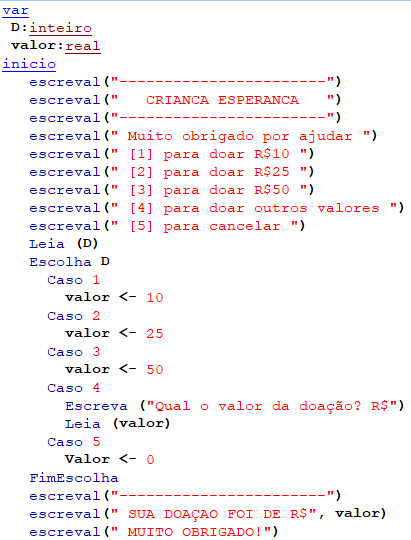 var
D:inteiro
valor:real
inicio
escreval("-----------------------")
escreval("   CRIANCA ESPERANCA   ")
escreval("-----------------------")
escreval(" Muito obrigado por ajudar ")
escreval(" [1] para doar R$10 ")
escreval(" [2] para doar R$25 ")
escreval(" [3] para doar R$50 ")
escreval(" [4] para doar outros valores ")
escreval(" [5] para cancelar ")
Leia (D)
Escolha D
Caso 1
valor <- 10
Caso 2
valor <- 25
Caso 3
valor <- 50
Caso 4
Escreva ("Qual o valor da doação? R$")
Leia (valor)
Caso 5
Valor <- 0
FimEscolha
escreval("-----------------------")
escreval(" SUA DOAÇAO FOI DE R$", valor)
escreval(" MUITO OBRIGADO!")